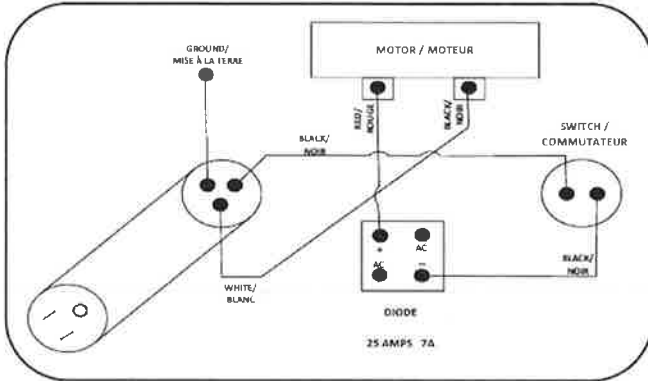 GROUND/
MISE À LA TERRE
MOTOR / MOTEUR
RED/
ROUGE
BLACK/
NOIR
SWITCH /
COMMUTATEUR
BLACK/
NOIR
+
AC
AC
—
BLACK/
NOIR
WHITE/
BLANC
DIODE
25 AMPS 7A